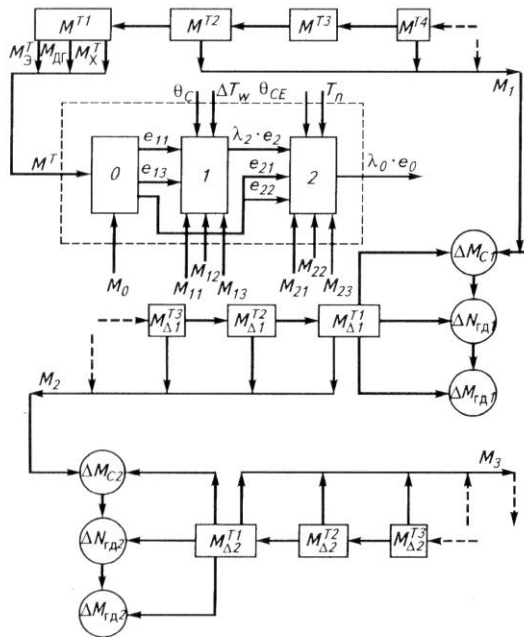 M^T1 M^T2 M^T3 M^T4
M_Э^T M_ДГ M_X^T
M_1
θ_C ΔT_w θ_CE T_n
e_11 λ_2·e_2
M^T 0 e_13 1 e_21 2 λ_0·e_0
e_22
M_0 M_11 M_12 M_13 M_21 M_22 M_23
ΔM_C1
M_Δ1^T3 M_Δ1^T2 M_Δ1^T1 ΔN_гд1
M_2 ΔM_гд1
ΔM_C2 M_3
ΔN_гд2 M_Δ2^T1 M_Δ2^T2 M_Δ2^T3
ΔM_гд2